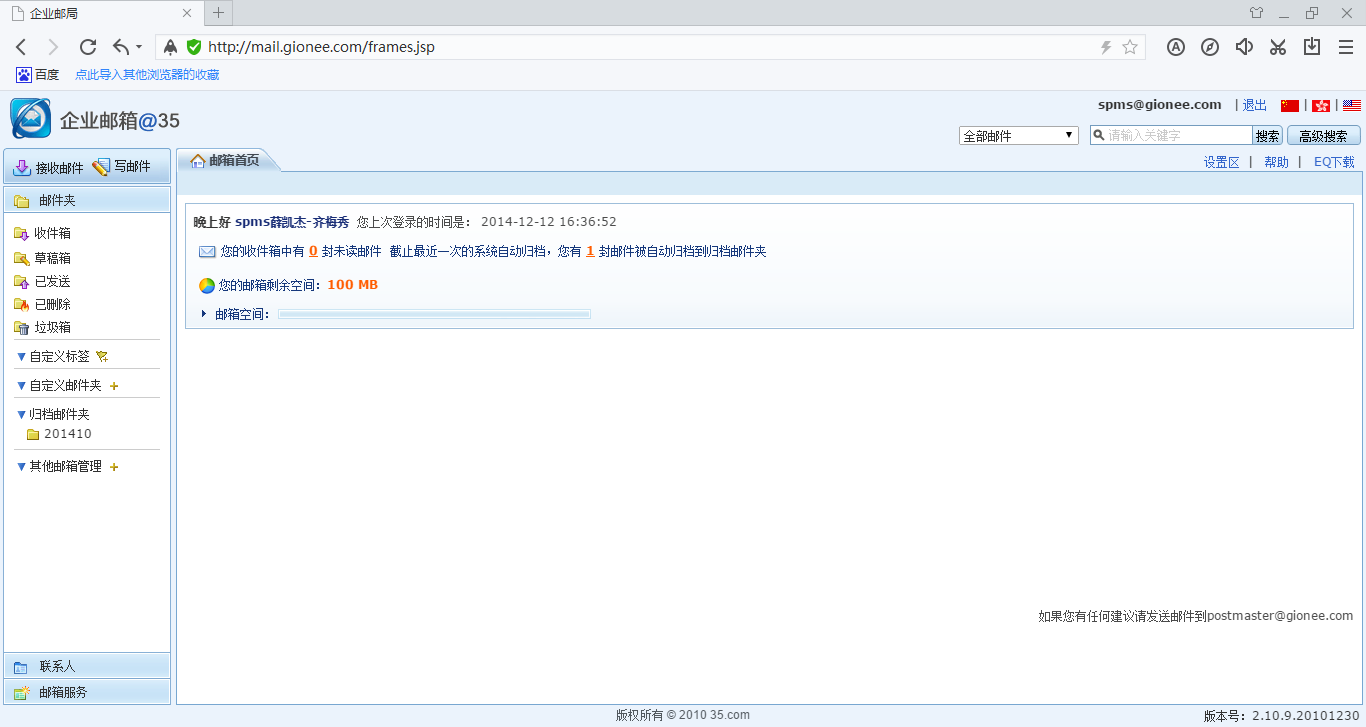 企业邮局
http://mail.gionee.com/frames.jsp
百度 点此导入其他浏览器的收藏
企业邮箱@35
spms@gionee.com | 退出 | |
全部邮件 请输入关键字 搜索 高级搜索
接收邮件 写邮件
邮箱首页
设置区 | 帮助 | EQ下载
邮件夹
收件箱
草稿箱
已发送
已删除
垃圾箱
自定义标签
自定义邮件夹
归档邮件夹
201410
其他邮箱管理
晚上好 spms薛凯杰-齐梅秀 您上次登录的时间是: 2014-12-12 16:36:52
您的收件箱中有 0 封未读邮件 截止最近一次的系统自动归档，您有 1 封邮件被自动归档到归档邮件夹
您的邮箱剩余空间：100 MB
邮箱空间：
如果您有任何建议请发送邮件到postmaster@gionee.com
联系人
邮箱服务
版权所有 © 2010 35.com
版本号：2.10.9.20101230